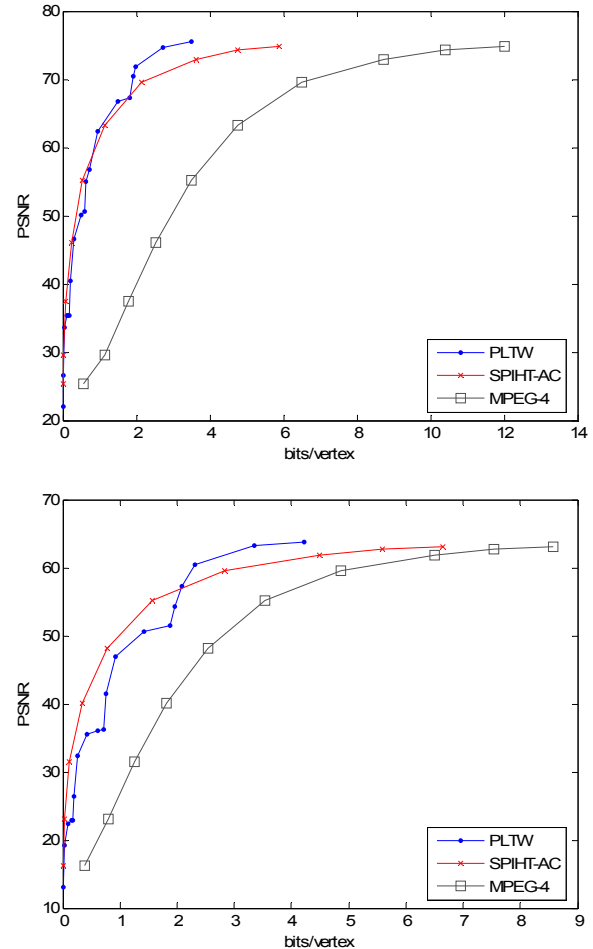 80
70
60
50
40
30
20
PSNR
0 2 4 6 8 10 12 14
bits/vertex
PLTW
SPIHT-AC
MPEG-4
70
60
50
40
30
20
10
PSNR
0 1 2 3 4 5 6 7 8 9
bits/vertex
PLTW
SPIHT-AC
MPEG-4